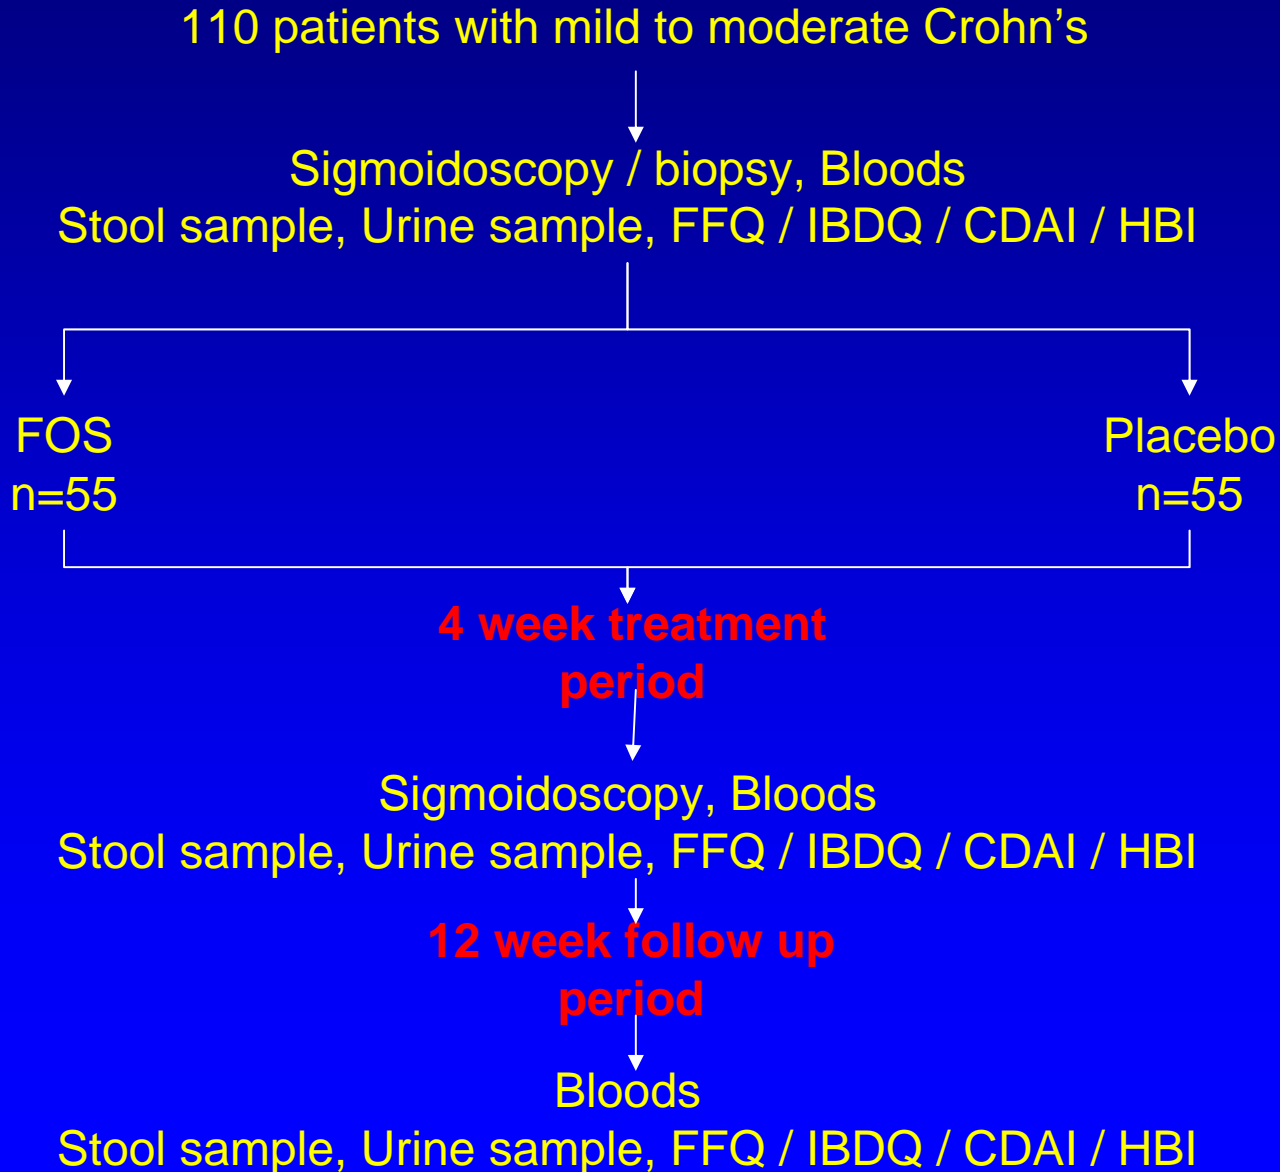 110 patients with mild to moderate Crohn’s
Sigmoidoscopy / biopsy, Bloods
Stool sample, Urine sample, FFQ / IBDQ / CDAI / HBI
FOS
n=55
Placebo
n=55
4 week treatment
period
Sigmoidoscopy, Bloods
Stool sample, Urine sample, FFQ / IBDQ / CDAI / HBI
12 week follow up
period
Bloods
Stool sample, Urine sample, FFQ / IBDQ / CDAI / HBI